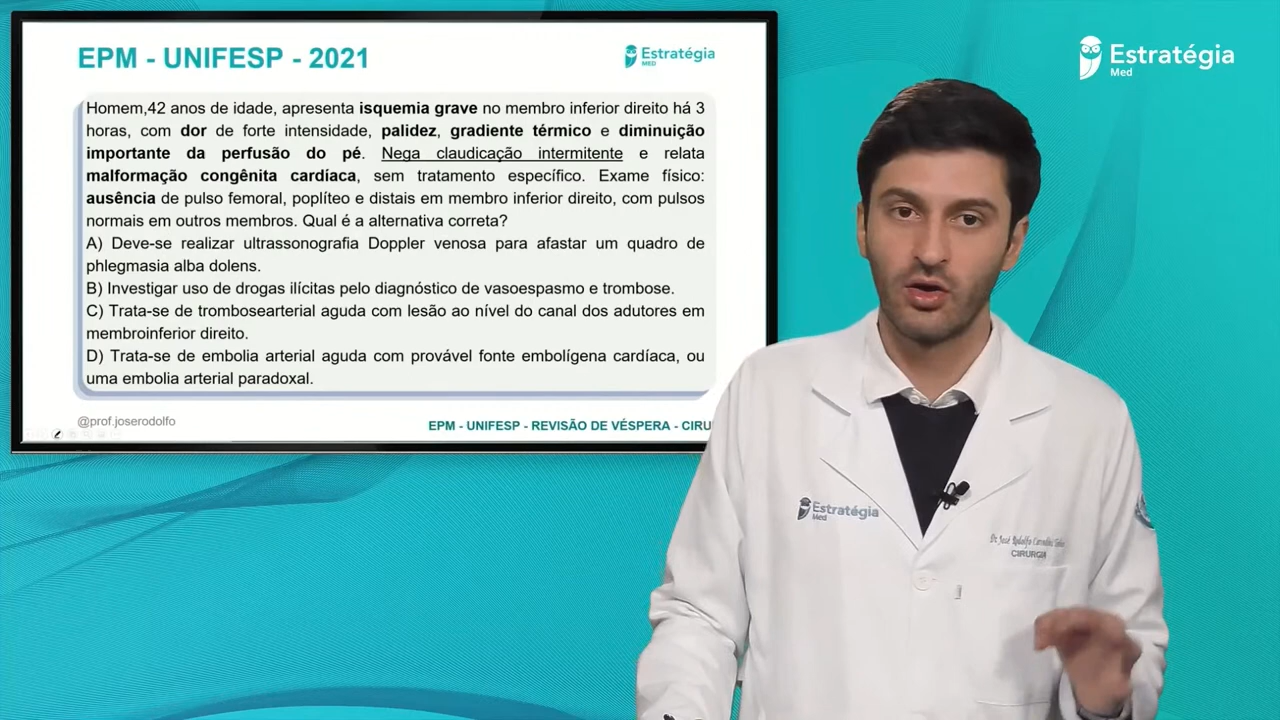 EPM - UNIFESP - 2021
Estratégia
MED
Homem,42 anos de idade, apresenta isquemia grave no membro inferior direito há 3
horas, com dor de forte intensidade, palidez, gradiente térmico e diminuição
importante da perfusão do pé. Nega claudicação intermitente e relata
malformação congênita cardíaca, sem tratamento específico. Exame físico:
ausência de pulso femoral, poplíteo e distais em membro inferior direito, com pulsos
normais em outros membros. Qual é a alternativa correta?
A) Deve-se realizar ultrassonografia Doppler venosa para afastar um quadro de
phlegmasia alba dolens.
B) Investigar uso de drogas ilícitas pelo diagnóstico de vasoespasmo e trombose.
C) Trata-se de trombosearterial aguda com lesão ao nível do canal dos adutores em
membroinferior direito.
D) Trata-se de embolia arterial aguda com provável fonte embolígena cardíaca, ou
uma embolia arterial paradoxal.
@prof.joserodolfo
EPM - UNIFESP - REVISÃO DE VÉSPERA - CIRU
Estratégia
Med
Estratégia
Med
Dr. José Rodolfo
CIRURGIA